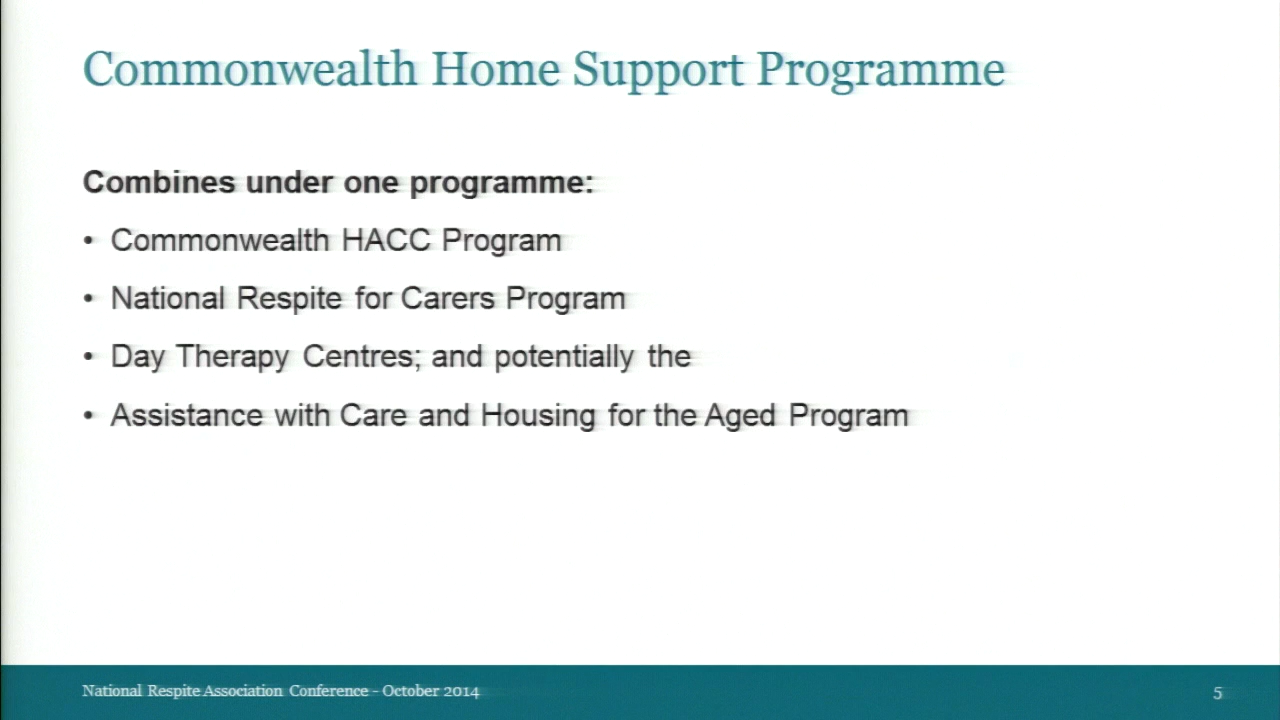 Commonwealth Home Support Programme
Combines under one programme:
• Commonwealth HACC Program
• National Respite for Carers Program
• Day Therapy Centres; and potentially the
• Assistance with Care and Housing for the Aged Program
National Respite Association Conference - October 2014
5